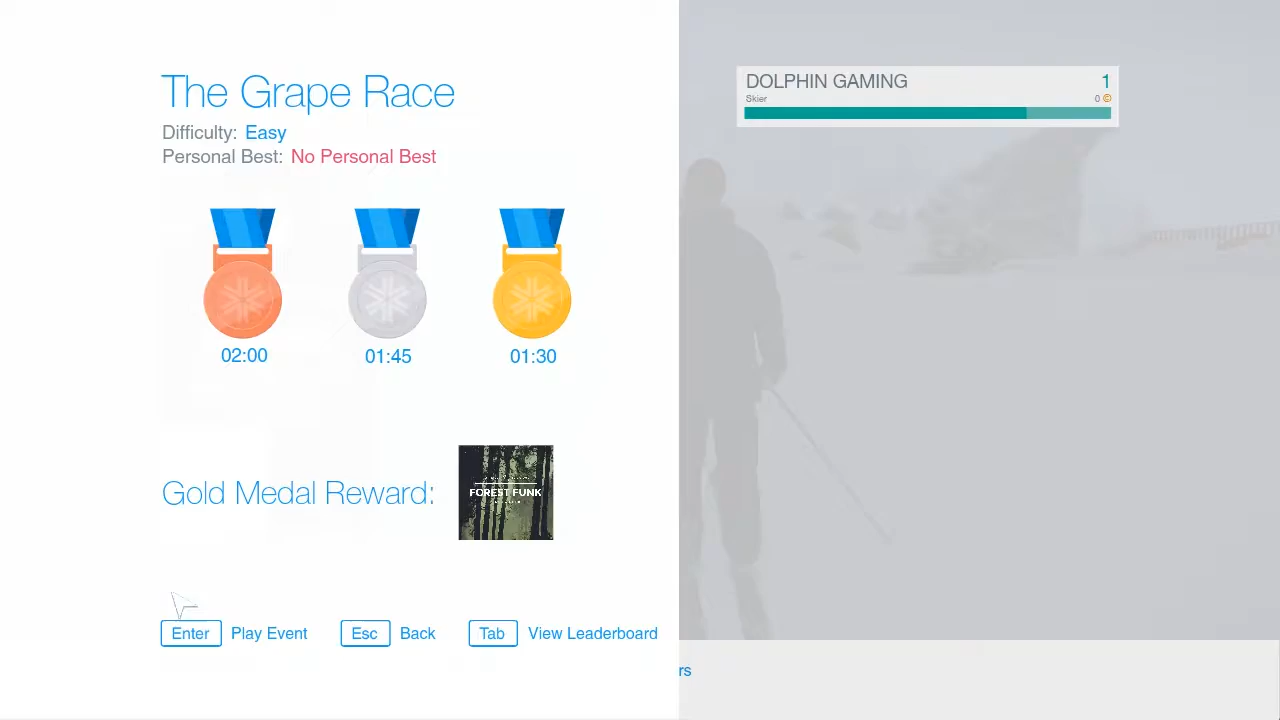 The Grape Race
Difficulty: Easy
Personal Best: No Personal Best
02:00
01:45
01:30
Gold Medal Reward:
FOREST FUNK
Enter Play Event Esc Back Tab View Leaderboard
DOLPHIN GAMING 1
Skier 0
rs